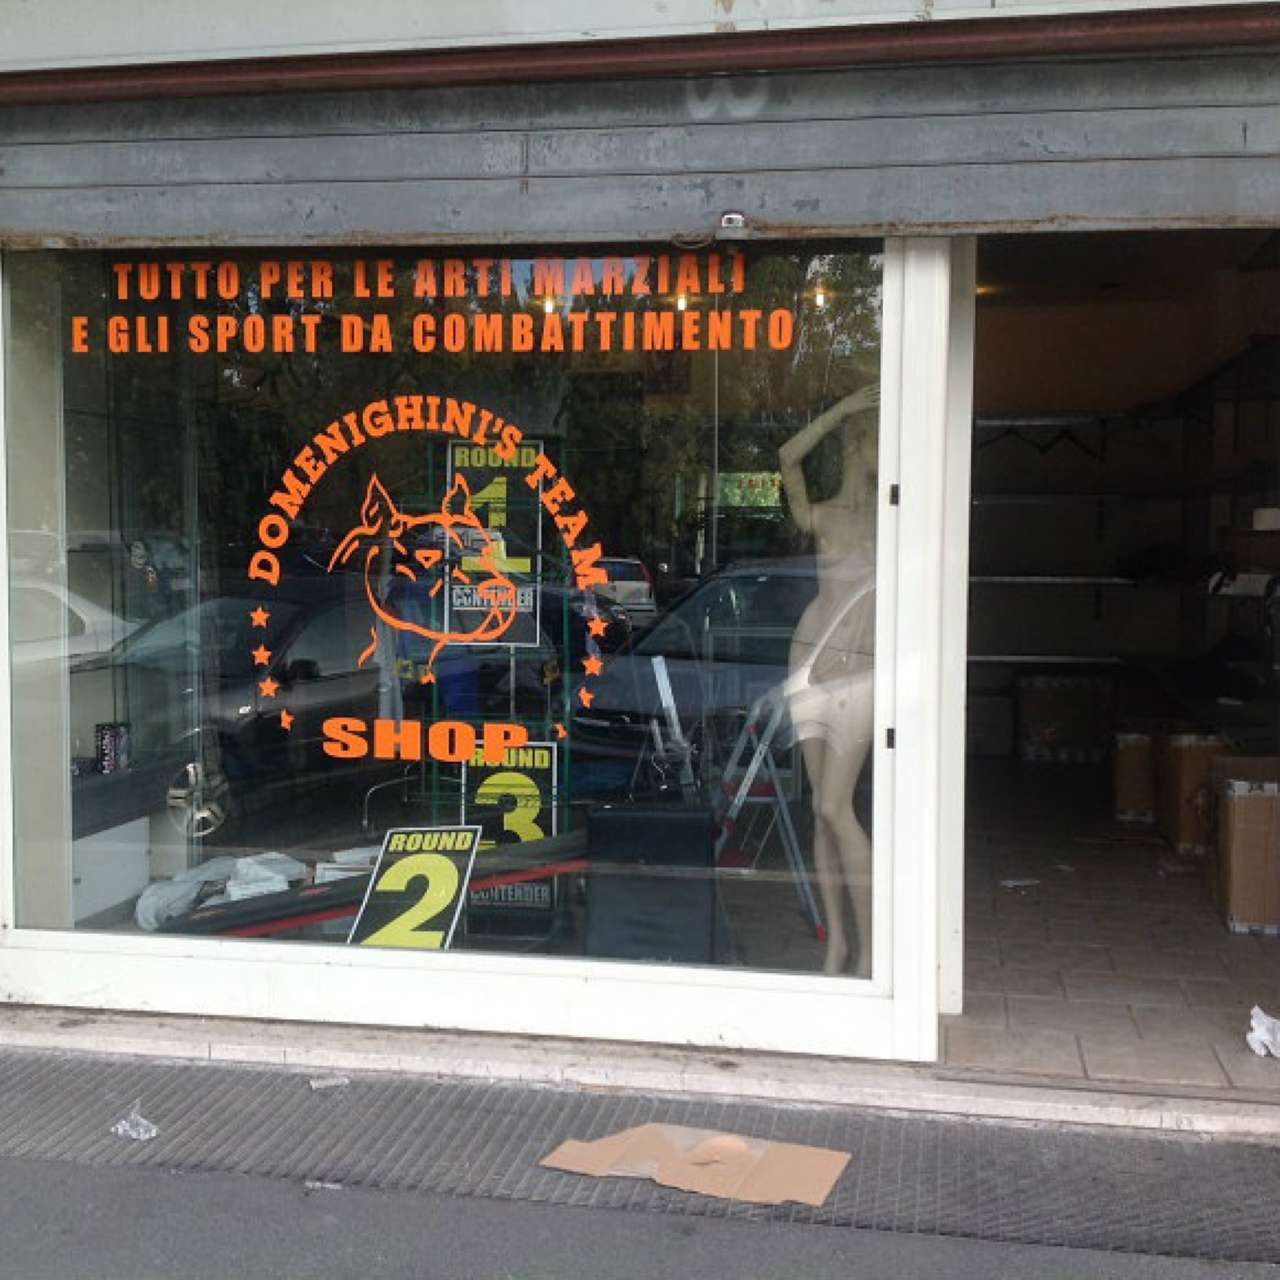 TUTTO PER LE ARTI MARZIALI
E GLI SPORT DA COMBATTIMENTO
DOMENIGHINI'S TEAM
SHOP
ROUND
1
CONTENDER
ROUND
3
CONTENDER
ROUND
2